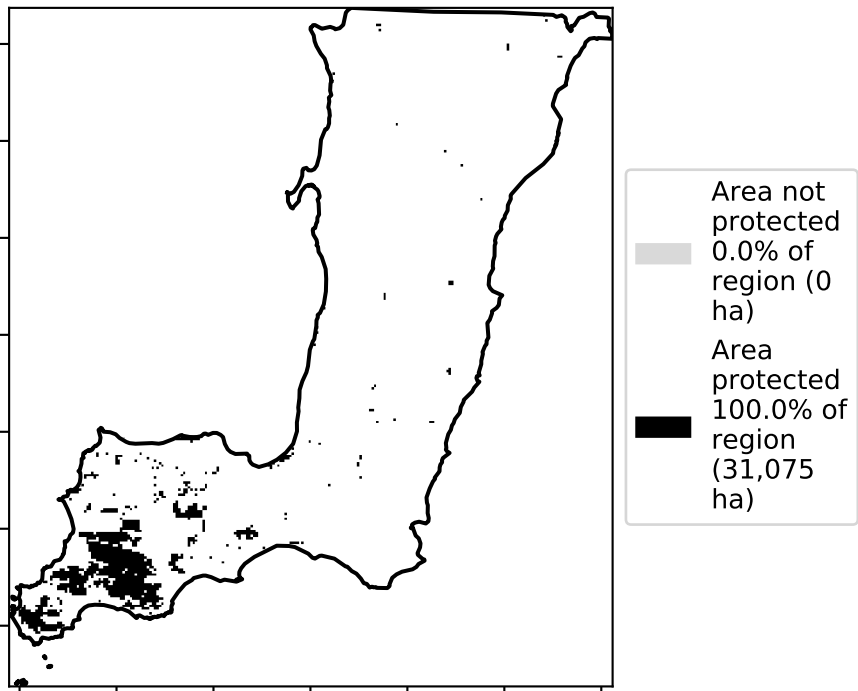 Area not
protected
0.0% of
region (0
ha)
Area
protected
100.0% of
region
(31,075
ha)